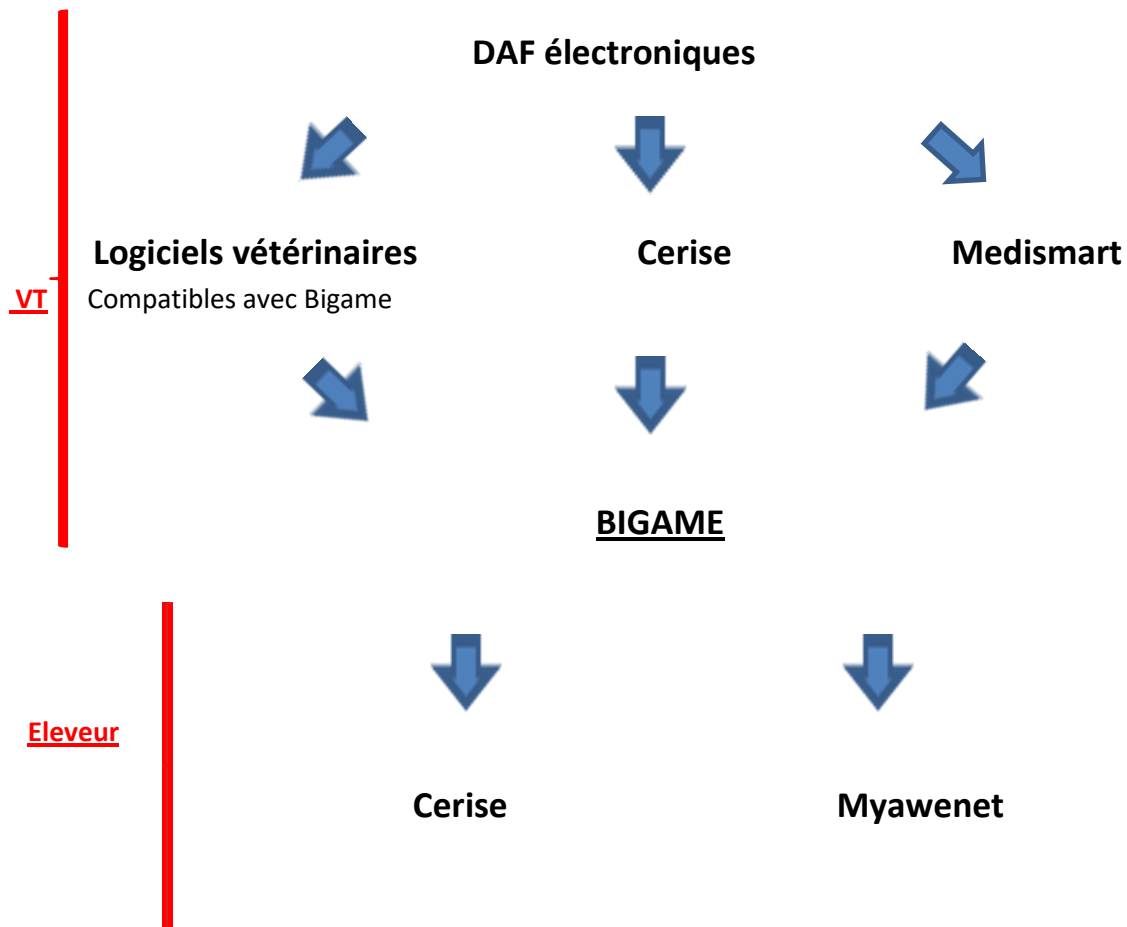 DAF électroniques
Logiciels vétérinaires
Cerise
Medismart
VT
Compatibles avec Bigame
BIGAME
Eleveur
Cerise
Myawenet